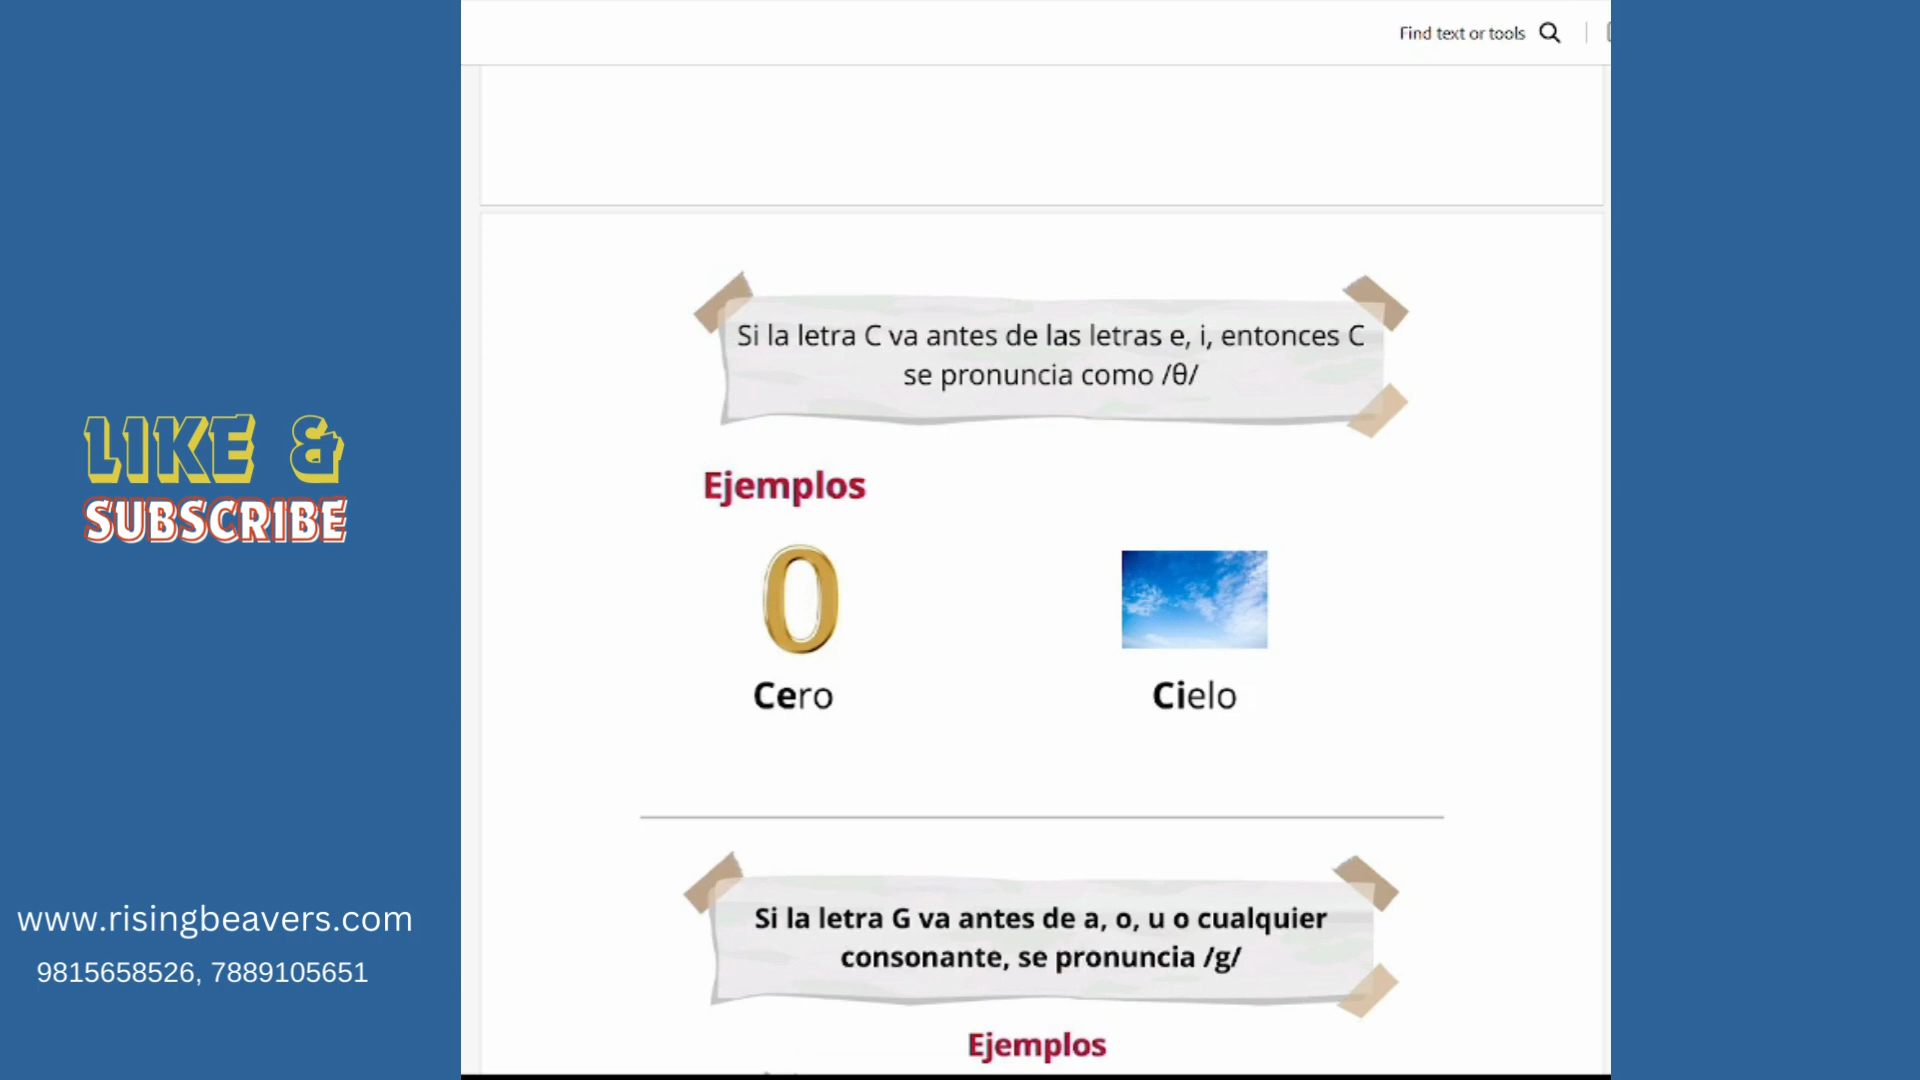 Find text or tools
Si la letra C va antes de las letras e, i, entonces C
se pronuncia como /θ/
Ejemplos
0
Cero
Cielo
LIKE &
SUBSCRIBE
Si la letra G va antes de a, o, u o cualquier
consonante, se pronuncia /g/
Ejemplos
www.risingbeavers.com
9815658526, 7889105651